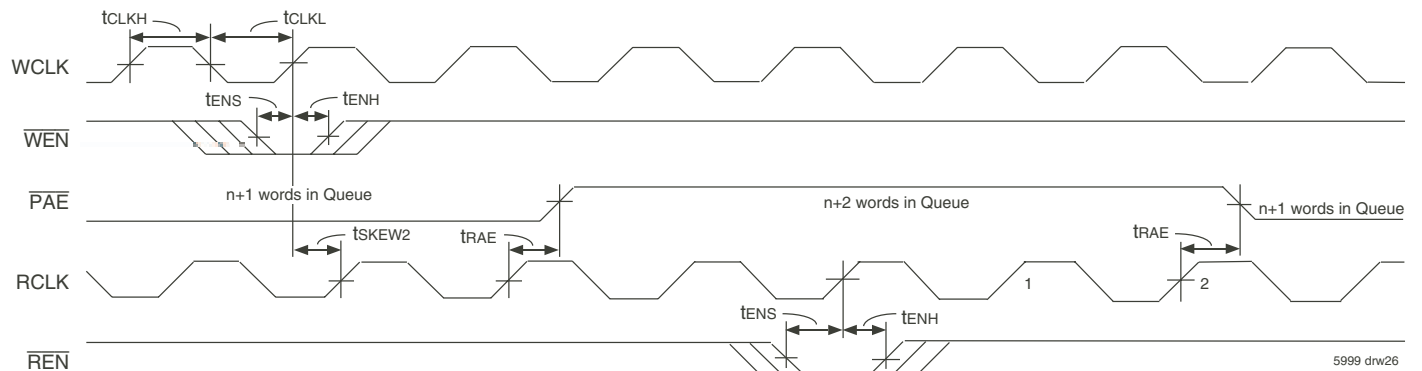 tCLKH tCLKL
WCLK
tENS tENH
WEN
n+1 words in Queue
PAE
n+2 words in Queue
n+1 words in Queue
tSKEW2 tRAE tRAE
RCLK
1 2
tENS tENH
REN
5999 drw26